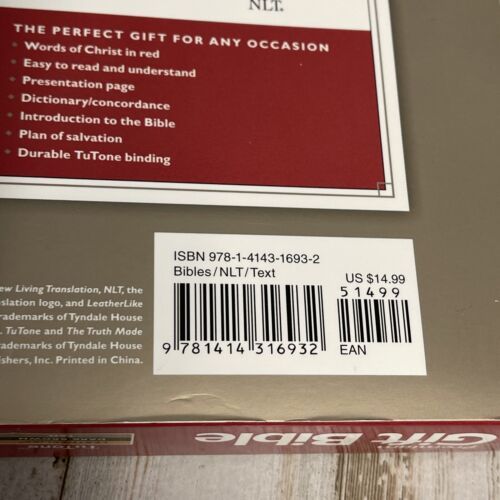 NLT.
THE PERFECT GIFT FOR ANY OCCASION
• Words of Christ in red
• Easy to read and understand
• Presentation page
• Dictionary/concordance
• Introduction to the Bible
• Plan of salvation
• Durable TuTone binding
ISBN 978-1-4143-1693-2
Bibles/NLT/Text
US $14.99
51499
9 781414 316932
EAN
ew Living Translation, NLT, the
slation logo, and LeatherLike
rademarks of Tyndale House
. TuTone and The Truth Made
rademarks of Tyndale House
shers, Inc. Printed in China.
Gift Bible
TuTone